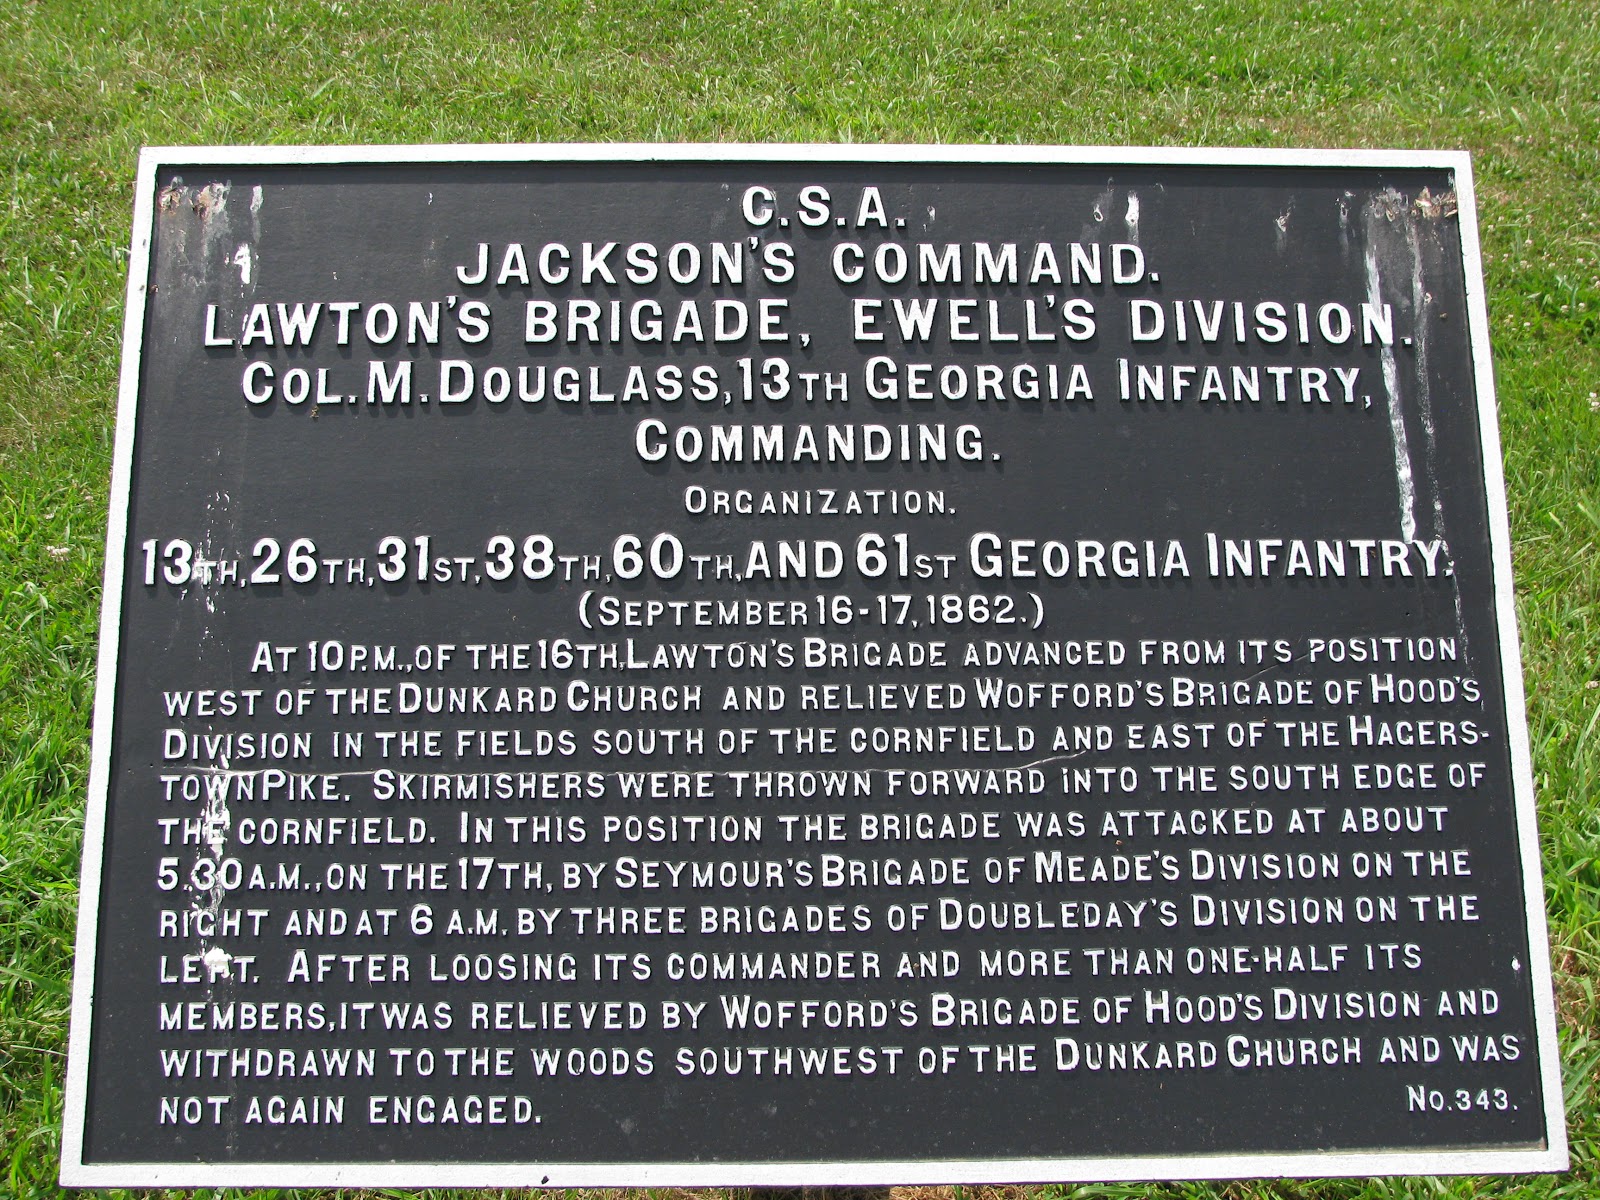 C.S.A.
JACKSON'S COMMAND.
LAWTON'S BRIGADE, EWELL'S DIVISION.
COL. M. DOUGLASS, 13TH GEORGIA INFANTRY,
COMMANDING.
ORGANIZATION.
13TH, 26TH, 31ST, 38TH, 60TH, AND 61ST GEORGIA INFANTRY.
(SEPTEMBER 16-17, 1862.)
AT 10 P.M., OF THE 16TH, LAWTON'S BRIGADE ADVANCED FROM ITS POSITION
WEST OF THE DUNKARD CHURCH AND RELIEVED WOFFORD'S BRIGADE OF HOOD'S
DIVISION IN THE FIELDS SOUTH OF THE CORNFIELD AND EAST OF THE HAGERS-
TOWN PIKE. SKIRMISHERS WERE THROWN FORWARD INTO THE SOUTH EDGE OF
THE CORNFIELD. IN THIS POSITION THE BRIGADE WAS ATTACKED AT ABOUT
5.30 A.M., ON THE 17TH, BY SEYMOUR'S BRIGADE OF MEADE'S DIVISION ON THE
RIGHT AND AT 6 A.M. BY THREE BRIGADES OF DOUBLEDAY'S DIVISION ON THE
LEFT. AFTER LOOSING ITS COMMANDER AND MORE THAN ONE-HALF ITS
MEMBERS, IT WAS RELIEVED BY WOFFORD'S BRIGADE OF HOOD'S DIVISION AND
WITHDRAWN TO THE WOODS SOUTHWEST OF THE DUNKARD CHURCH AND WAS
NOT AGAIN ENGAGED.
NO. 343.